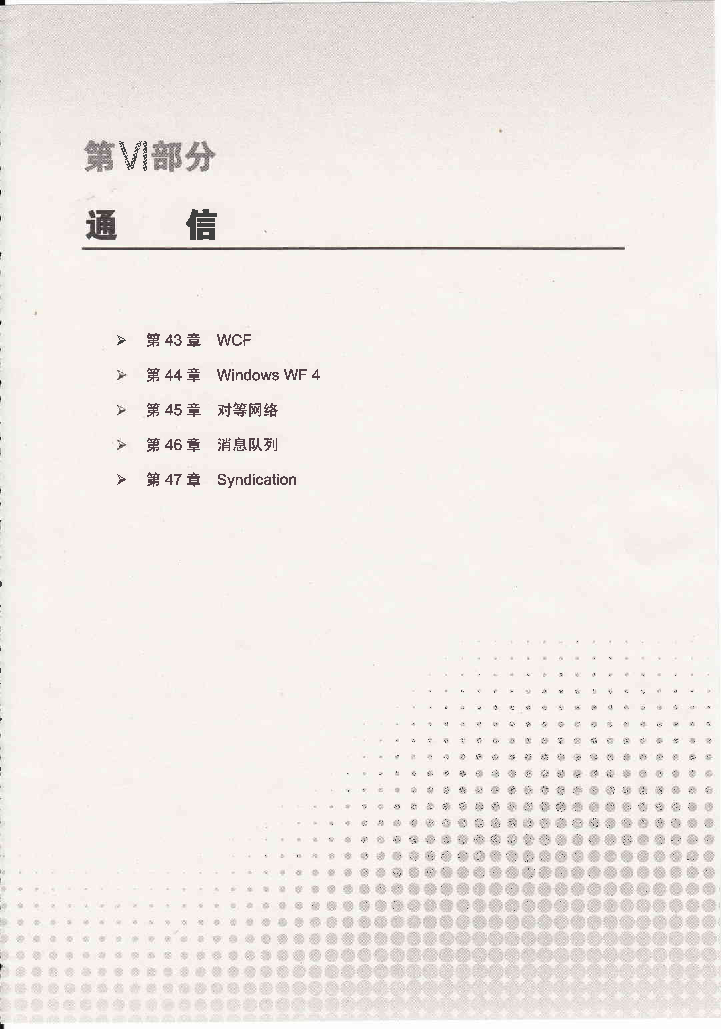 第VI部分
通 信
➢ 第 43 章 WCF
➢ 第 44 章 Windows WF 4
➢ 第 45 章 对等网络
➢ 第 46 章 消息队列
➢ 第 47 章 Syndication